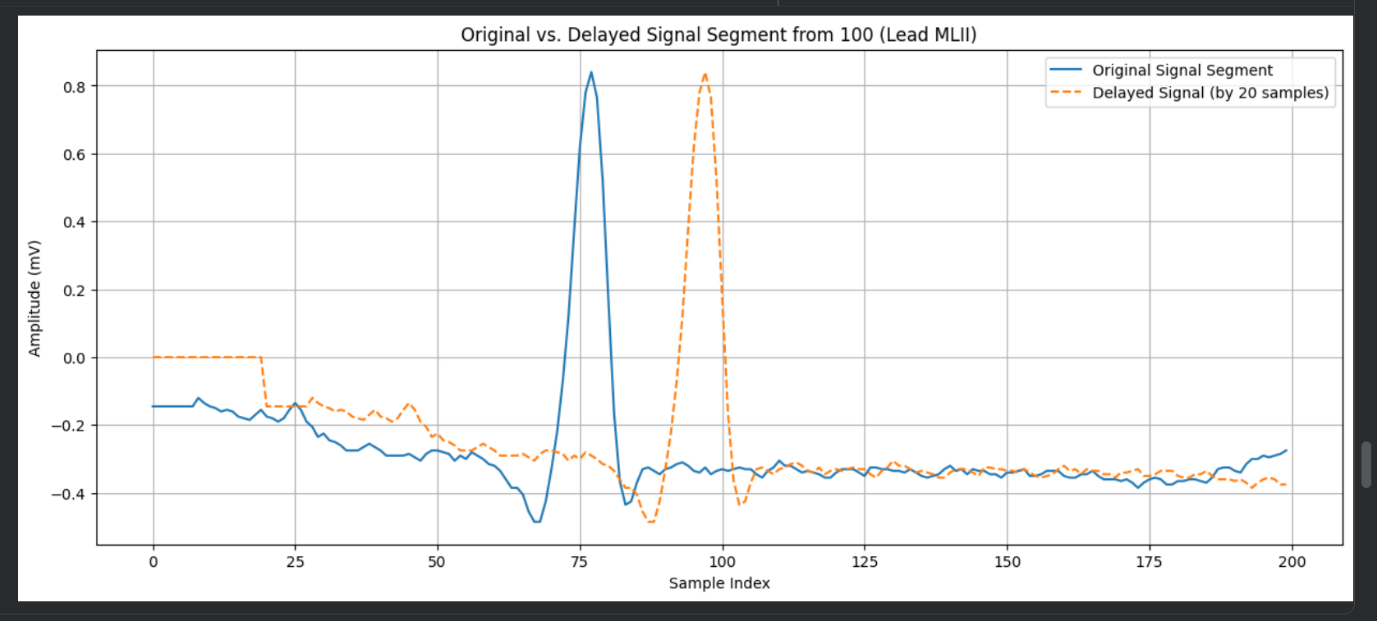 Original vs. Delayed Signal Segment from 100 (Lead MLII)
Original Signal Segment
Delayed Signal (by 20 samples)
Amplitude (mV)
0.8
0.6
0.4
0.2
0.0
−0.2
−0.4
0 25 50 75 100 125 150 175 200
Sample Index